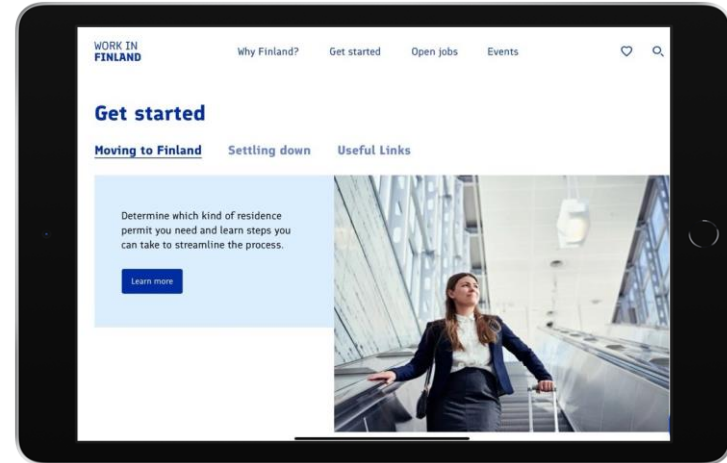 WORK IN
FINLAND
Why Finland? Get started Open jobs Events
Get started
Moving to Finland Settling down Useful Links
Determine which kind of residence
permit you need and learn steps you
can take to streamline the process.
Learn more